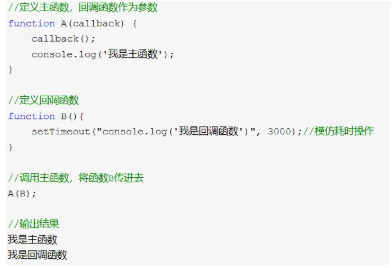 //定义主函数，回调函数作为参数
function A(callback) {
    callback();
    console.log('我是主函数');
}
//定义回调函数
function B(){
    setTimeout("console.log('我是回调函数')", 3000);//模仿耗时操作
}
//调用主函数，将函数B传进去
A(B);
//输出结果
我是主函数
我是回调函数